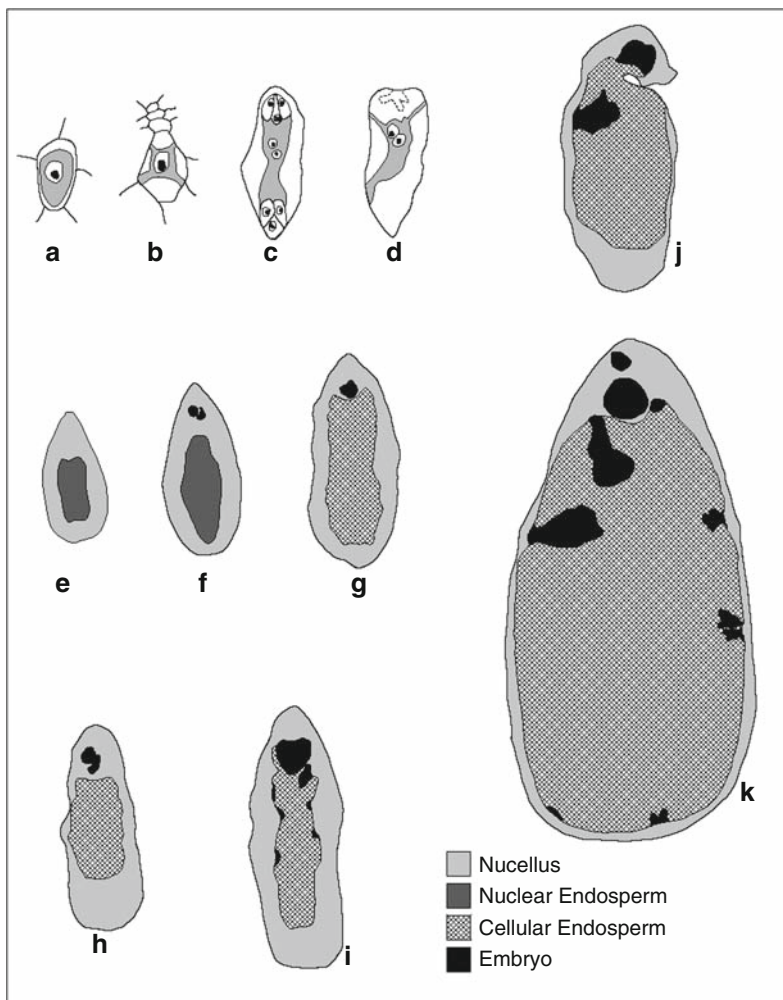 a
b
c
d
j
e
f
g
k
h
i
Nucellus
Nuclear Endosperm
Cellular Endosperm
Embryo